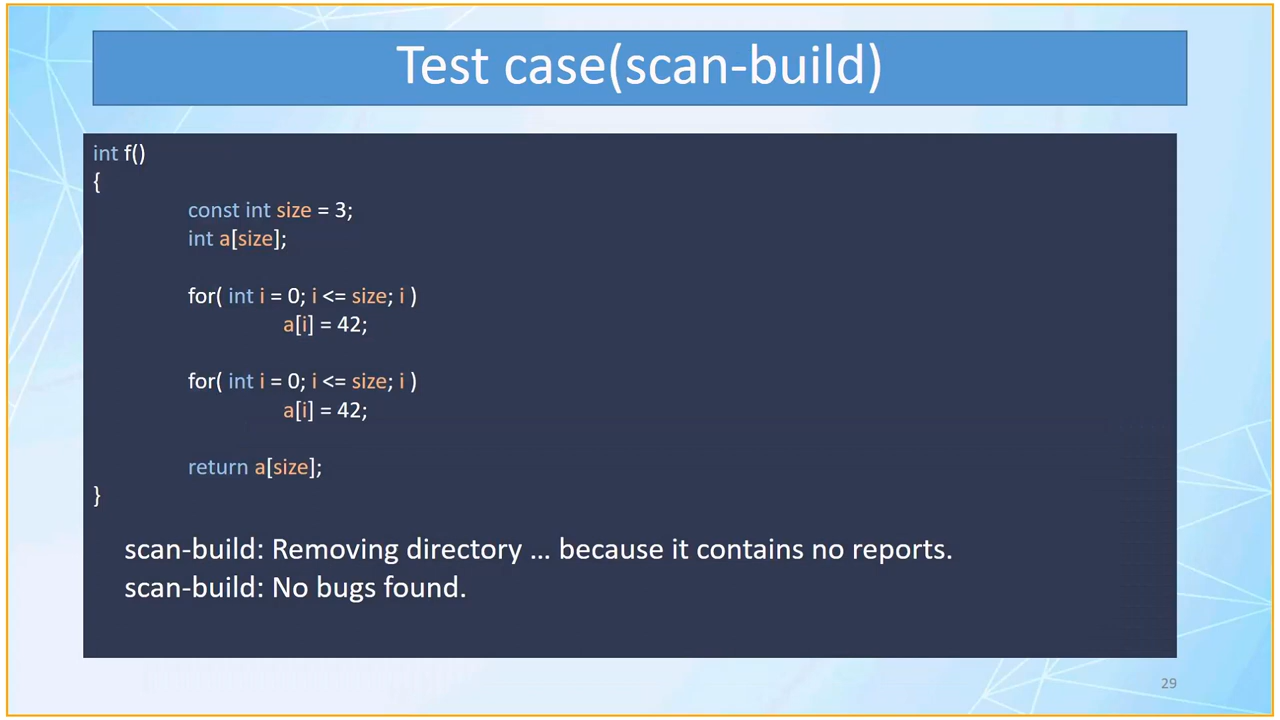 Test case(scan-build)
int f()
{
const int size = 3;
int a[size];
for( int i = 0; i <= size; i )
a[i] = 42;
for( int i = 0; i <= size; i )
a[i] = 42;
return a[size];
}
scan-build: Removing directory ... because it contains no reports.
scan-build: No bugs found.
29